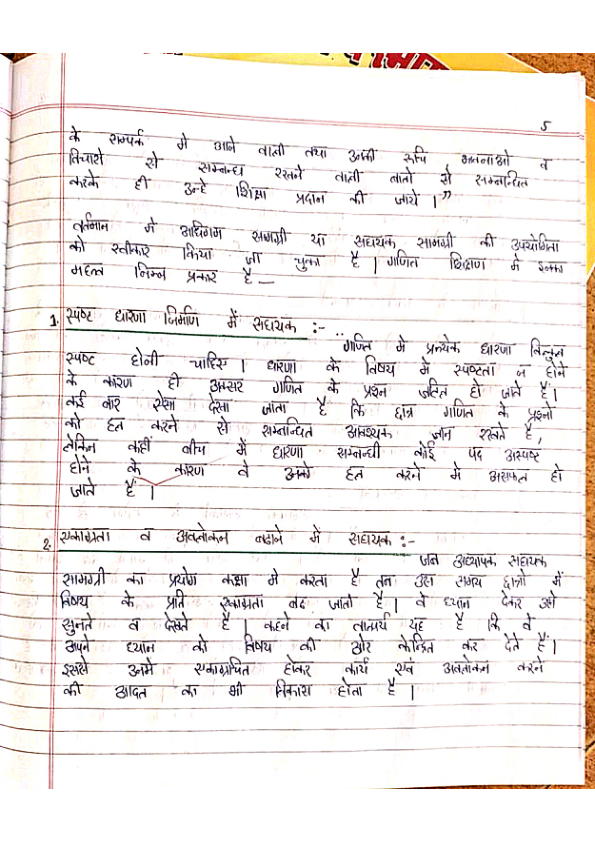 5
के सम्पर्क मे आने वाली तथा उनकी रूचि भावनाओ व
विचारो से सम्बन्ध रखने वाली बातो से सम्बन्धित
करके ही उन्हे शिक्षा प्रदान की जाये ।”
वर्तमान मे अधिगम सामग्री या सहायक सामग्री की उपयोगिता
को स्वीकार किया जा चुका है । गणित शिक्षण मे इसका
महत्व निम्न प्रकार है —
1. स्पष्ट धारणा निर्माण में सहायक :-
गणित मे प्रत्येक धारणा बिल्कुल
स्पष्ट होनी चाहिए । धारणा के विषय मे स्पष्टता न होने
के कारण ही अक्सर गणित के प्रश्न जटिल हो जाते हैं।
कई बार ऐसा देखा जाता है कि छात्र गणित के प्रश्नो
को हल करने से सम्बन्धित आवश्यक ज्ञान रखते है,
लेकिन कहीं बीच में धारणा सम्बन्धी कोई पद अस्पष्ट
होने के कारण वे उनको हल करने मे असफल हो
जाते हैं ।
2. एकाग्रता व अवलोकन बढाने में सहायक :-
जब अध्यापक सहायक
सामग्री का प्रयोग कक्षा मे करता है तब उस समय छात्रो में
विषय के प्रति एकाग्रता बढ जाती है । वे ध्यान देकर उसे
सुनते व देखते है । कहने का तात्पर्य यह है कि वे
अपने ध्यान को विषय की ओर केन्द्रित कर देते हैं।
इससे उनमे एकाग्रचित होकर कार्य एवं अवलोकन करने
की आदत का भी विकास होता है ।